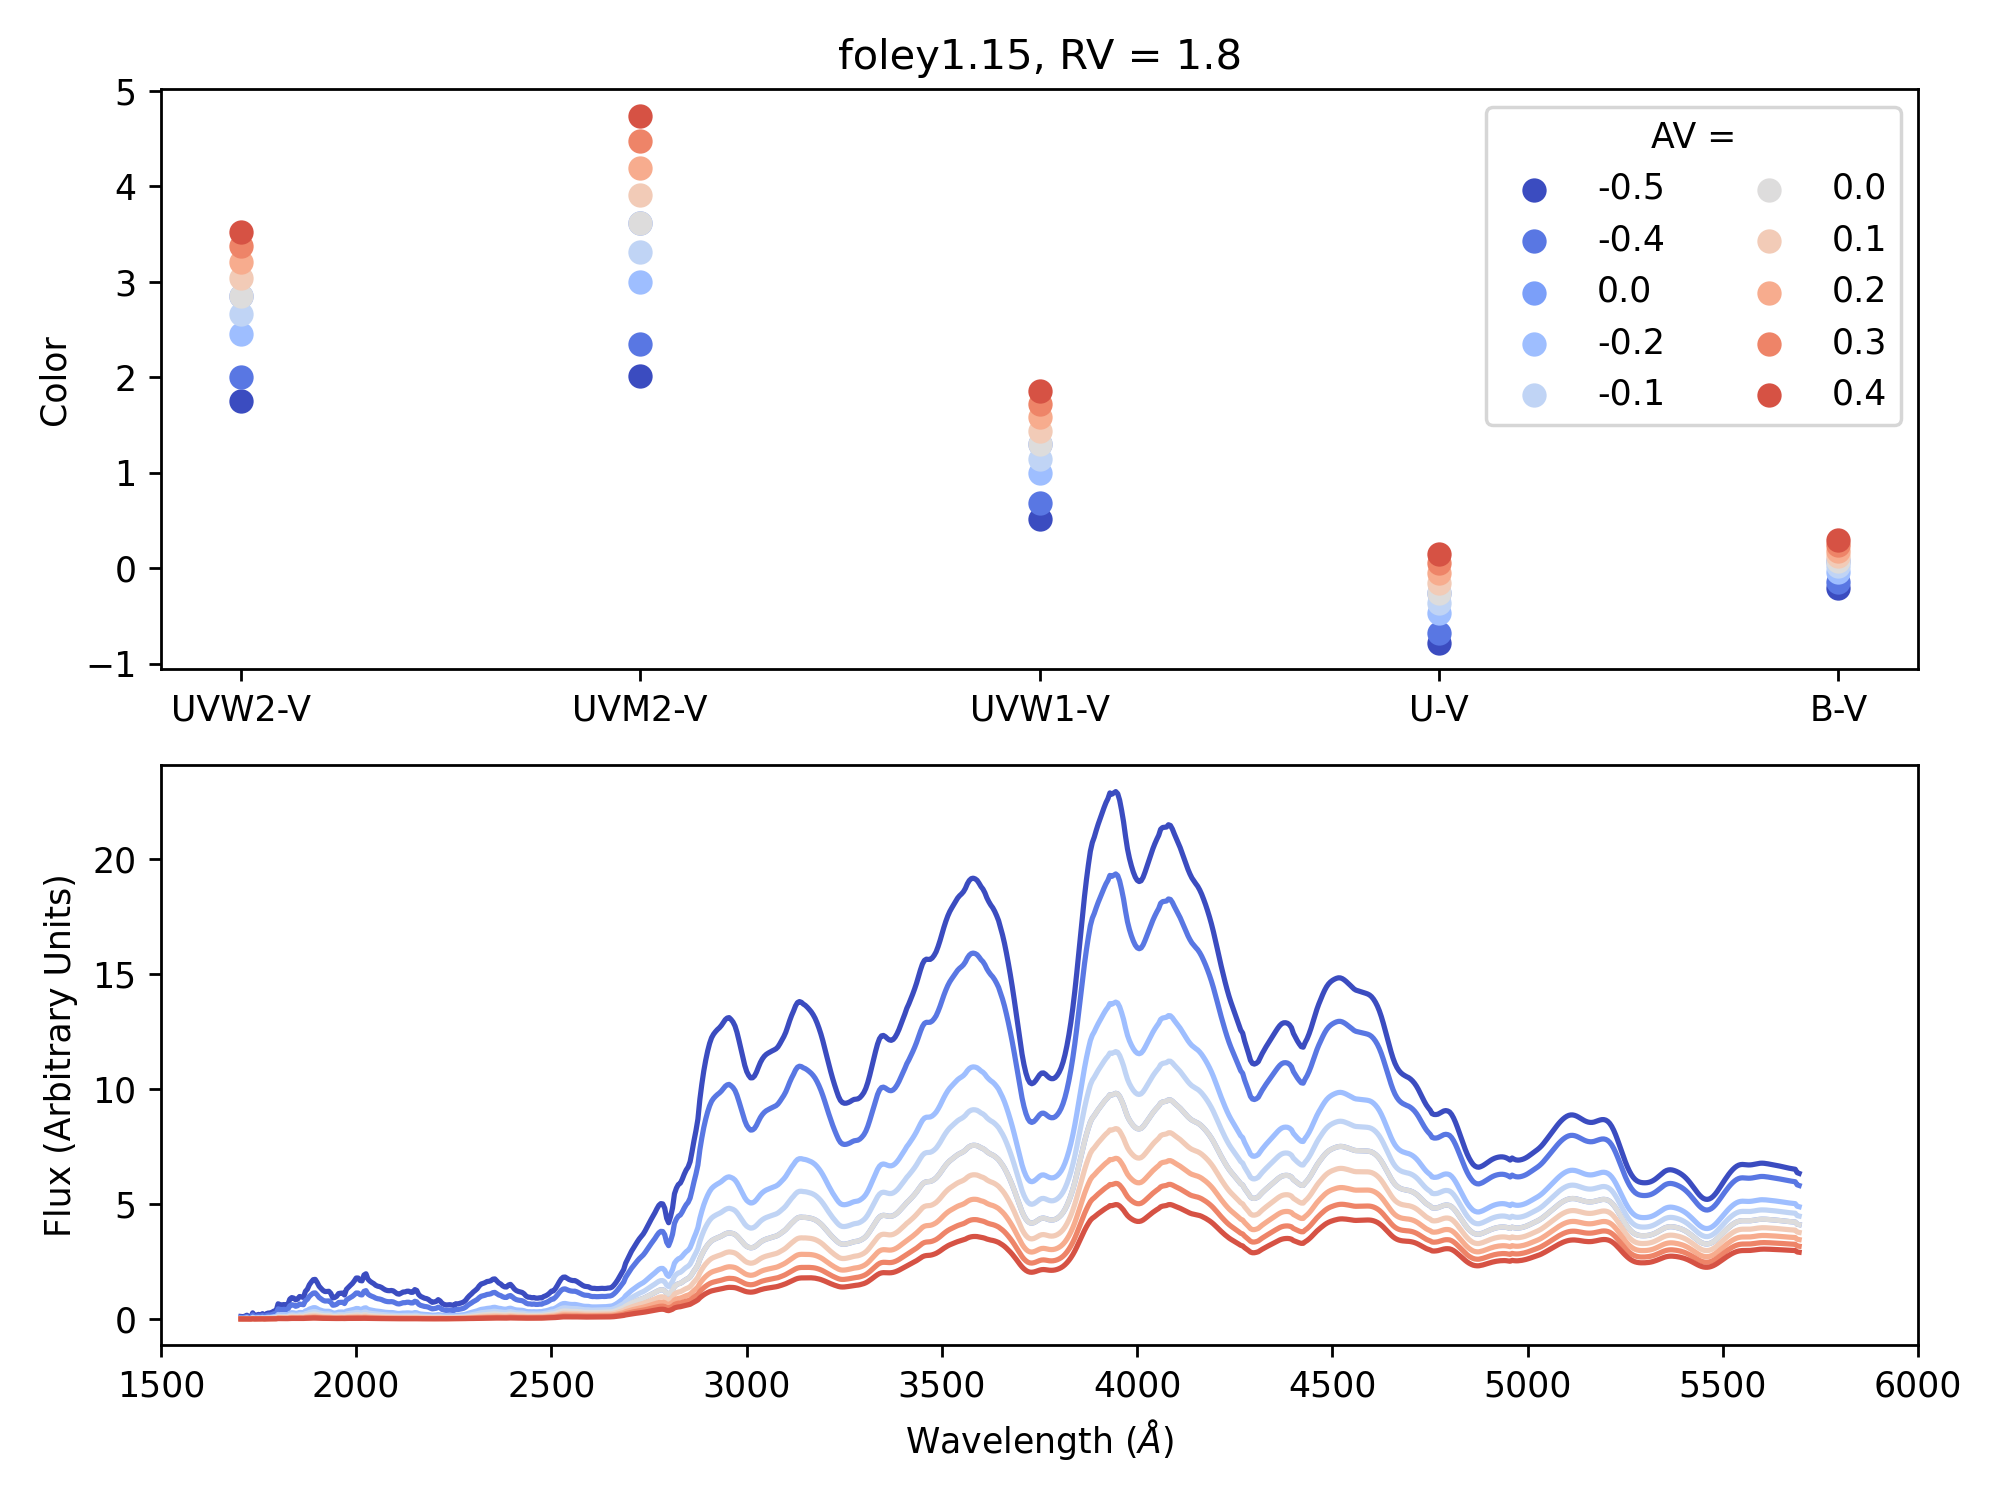 foley1.15, RV = 1.8
5
4
3
2
1
0
−1
Color
AV =
-0.5 0.0
-0.4 0.1
0.0 0.2
-0.2 0.3
-0.1 0.4
UVW2-V UVM2-V UVW1-V U-V B-V
20
15
10
5
0
Flux (Arbitrary Units)
1500 2000 2500 3000 3500 4000 4500 5000 5500 6000
Wavelength (Å)